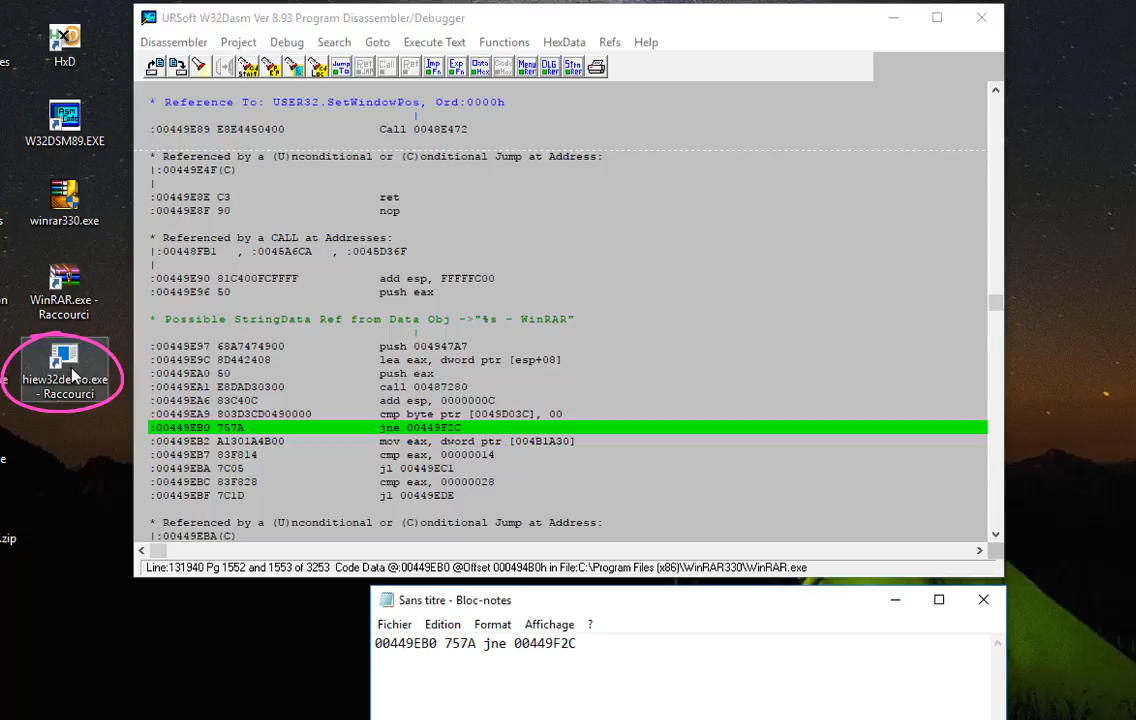 URSoft W32Dasm Ver 8.93 Program Disassembler/Debugger
Disassembler Project Debug Search Goto Execute Text Functions HexData Refs Help
HxD
W32DSM89.EXE
winrar330.exe
WinRAR.exe -
Raccourci
- Raccourci
.zip
* Reference To: USER32.SetWindowPos, Ord:0000h
|
:00449E89 E8E4450400 Call 0048E472
* Referenced by a (U)nconditional or (C)onditional Jump at Address:
|:00449E4F(C)
|
:00449E8E C3 ret
:00449E8F 90 nop
* Referenced by a CALL at Addresses:
|:00448FB1 , :0045A6CA , :0045D36F
|
:00449E90 81C400FCFFFF add esp, FFFFFC00
:00449E96 50 push eax
* Possible StringData Ref from Data Obj ->"%s - WinRAR"
|
:00449E97 68A7474900 push 004947A7
:00449E9C 8D442408 lea eax, dword ptr [esp+08]
:00449EA0 50 push eax
:00449EA1 E8DAD30300 call 00487280
:00449EA6 83C40C add esp, 0000000C
:00449EA9 803D3CD0490000 cmp byte ptr [0049D03C], 00
:00449EB0 757A jne 00449F2C
:00449EB2 A1301A4B00 mov eax, dword ptr [004B1A30]
:00449EB7 83F814 cmp eax, 00000014
:00449EBA 7C05 jl 00449EC1
:00449EBC 83F828 cmp eax, 00000028
:00449EBF 7C1D jl 00449EDE
* Referenced by a (U)nconditional or (C)onditional Jump at Address:
|:00449EBA(C)
Line:131940 Pg 1552 and 1553 of 3253 Code Data @:00449EB0 @Offset 000494B0h in File:C:\Program Files (x86)\WinRAR330\WinRAR.exe
Sans titre - Bloc-notes
Fichier Edition Format Affichage ?
00449EB0 757A jne 00449F2C